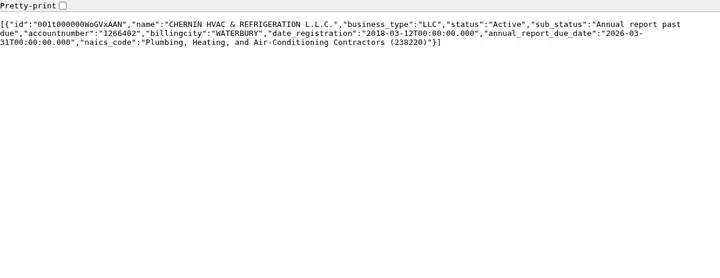 Pretty-print
[{"id":"001t000000WoGVxAAN","name":"CHERNIN HVAC & REFRIGERATION L.L.C.","business_type":"LLC","status":"Active","sub_status":"Annual report past
due","accountnumber":"1266402","billingcity":"WATERBURY","date_registration":"2018-03-12T00:00:00.000","annual_report_due_date":"2026-03-
31T00:00:00.000","naics_code":"Plumbing, Heating, and Air-Conditioning Contractors (238220)"}]